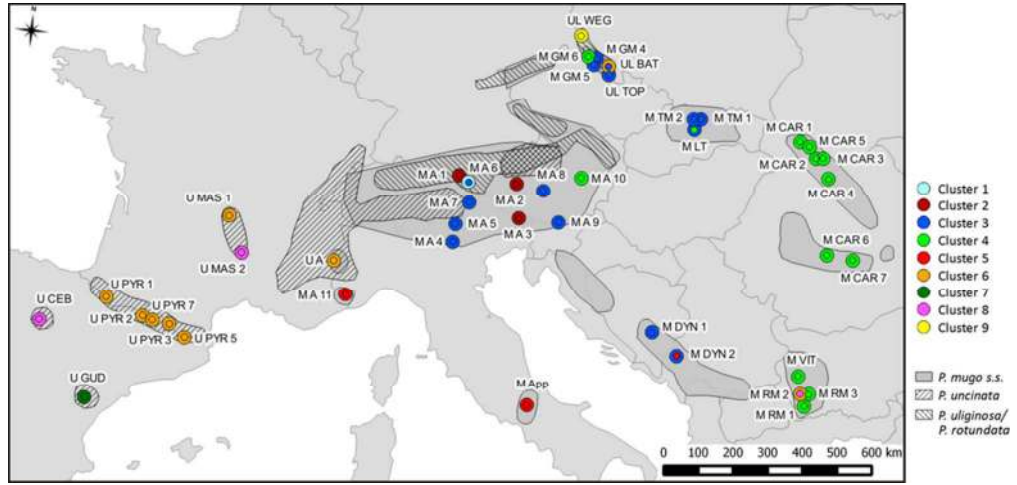 UL WEG
M GM 4
M GM 6
UL BAT
M GM 5
UL TOP
M TM 2
M TM 1
M LT
M CAR 1
M CAR 5
M CAR 2
M CAR 3
M CAR 4
M A 1
M A 6
M A 8
M A 10
M A 2
M A 7
M A 5
M A 3
M A 9
M A 4
U MAS 1
U MAS 2
U A
M A 11
M CAR 6
M CAR 7
U PYR 1
U PYR 7
U PYR 2
U PYR 3
U PYR 5
U CEB
U GUD
M APP
M DYN 1
M DYN 2
M VIT
M RM 2
M RM 3
M RM 1
Cluster 1
Cluster 2
Cluster 3
Cluster 4
Cluster 5
Cluster 6
Cluster 7
Cluster 8
Cluster 9
P. mugo s.s.
P. uncinata
P. uliginosa/
P. rotundata
0 100 200 300 400 500 600 km